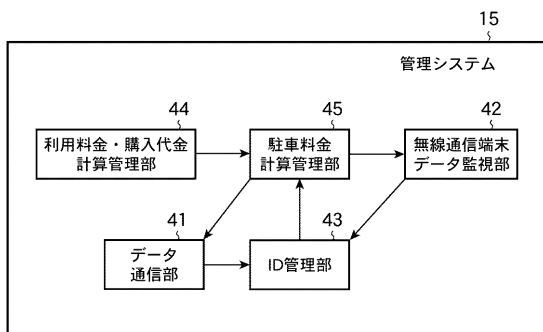 15
管理システム
44
利用料金・購入代金
計算管理部
45
駐車料金
計算管理部
42
無線通信端末
データ監視部
41
データ
通信部
43
ID管理部